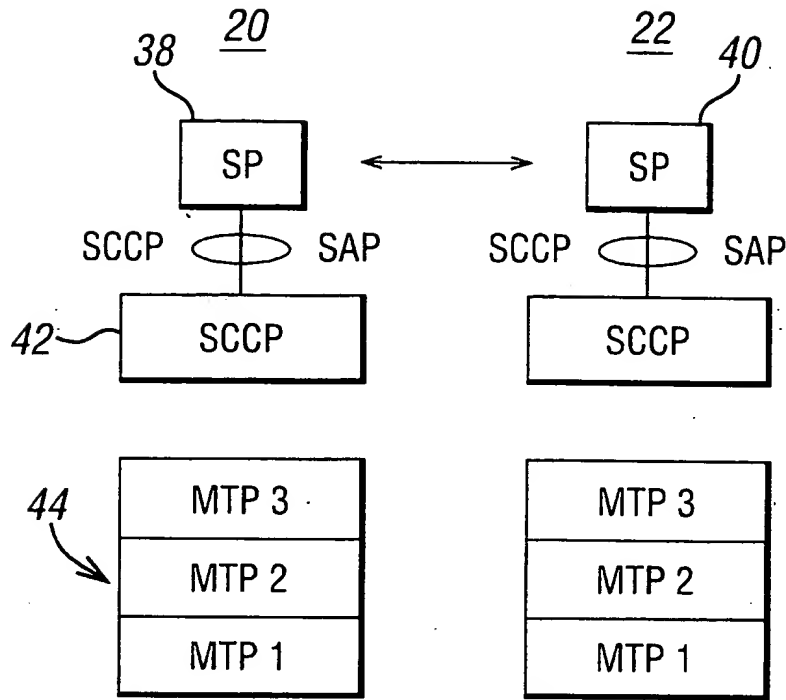 20 22
38 40
SP SP
SCCP SAP SCCP SAP
42 SCCP SCCP
44 MTP 3 MTP 3
MTP 2 MTP 2
MTP 1 MTP 1